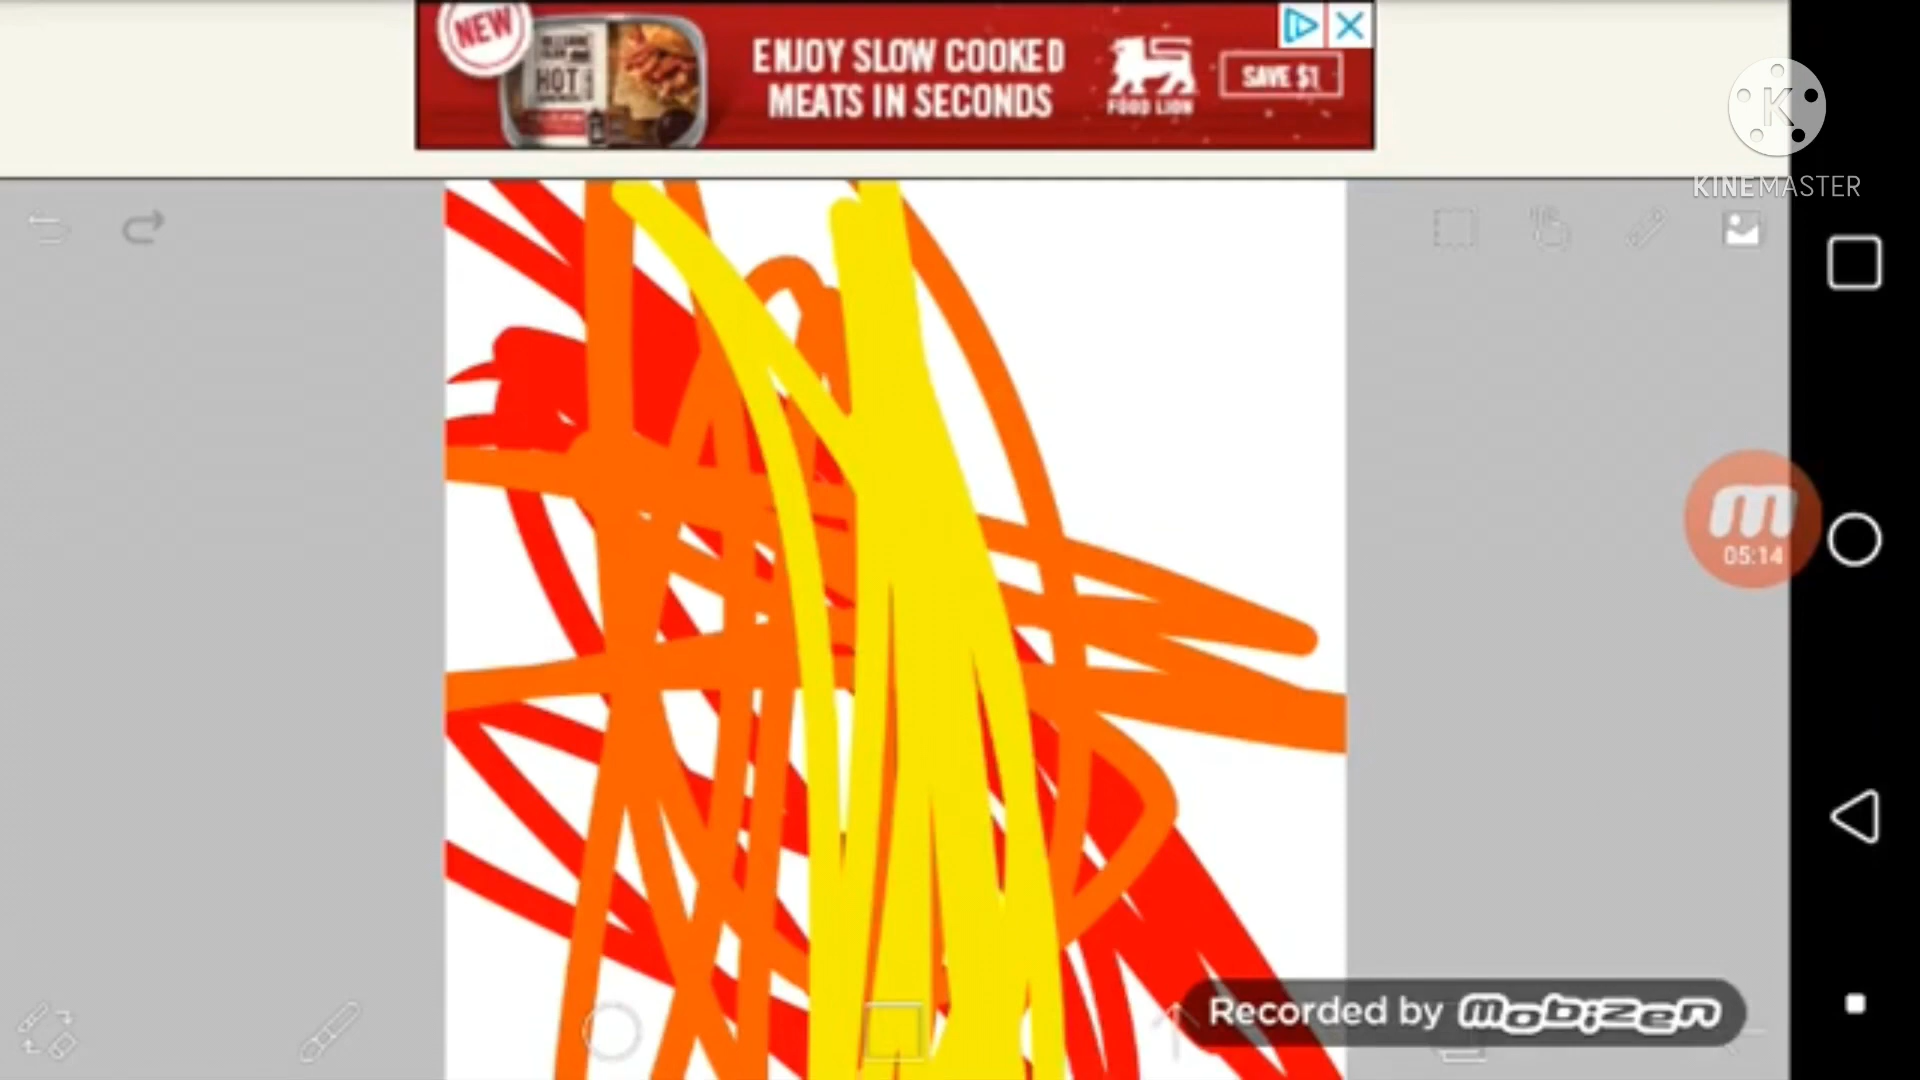 NEW
HOT
ENJOY SLOW COOKED
MEATS IN SECONDS
FOOD LION
SAVE $1
K
KINEMASTER
m
05:14
Recorded by mobizen